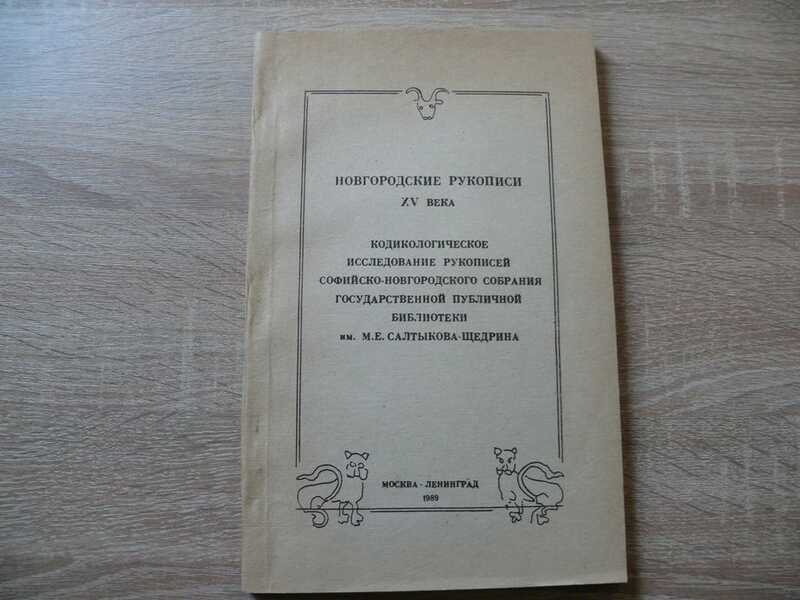 НОВГОРОДСКИЕ РУКОПИСИ
XV ВЕКА
КОДИКОЛОГИЧЕСКОЕ
ИССЛЕДОВАНИЕ РУКОПИСЕЙ
СОФИЙСКО-НОВГОРОДСКОГО СОБРАНИЯ
ГОСУДАРСТВЕННОЙ ПУБЛИЧНОЙ
БИБЛИОТЕКИ
им. М.Е. САЛТЫКОВА-ЩЕДРИНА
МОСКВА - ЛЕНИНГРАД
1989